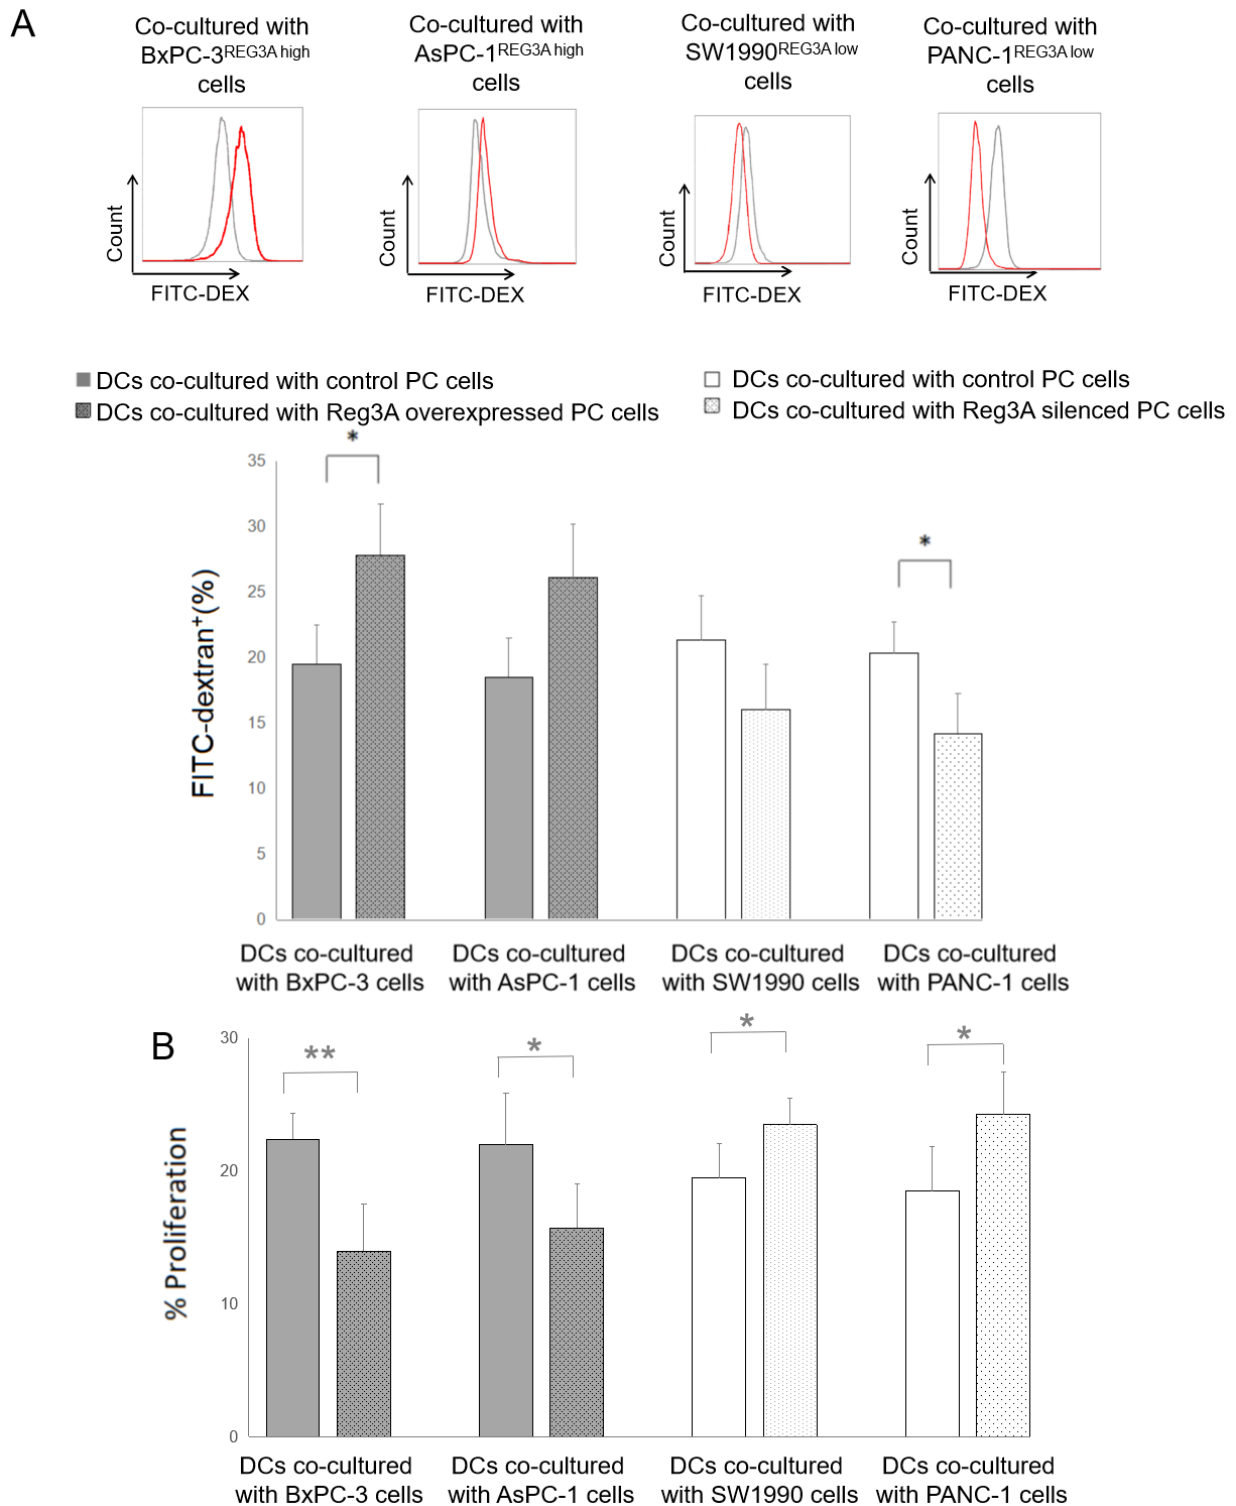 A
Co-cultured with
BxPC-3REG3A high
cells
Co-cultured with
AsPC-1REG3A high
cells
Co-cultured with
SW1990REG3A low
cells
Co-cultured with
PANC-1REG3A low
cells
Count
FITC-DEX
Count
FITC-DEX
Count
FITC-DEX
Count
FITC-DEX
DCs co-cultured with control PC cells
DCs co-cultured with Reg3A overexpressed PC cells
DCs co-cultured with control PC cells
DCs co-cultured with Reg3A silenced PC cells
FITC-dextran+(%)
35
30
25
20
15
10
5
0
*
*
DCs co-cultured
with BxPC-3 cells
DCs co-cultured
with AsPC-1 cells
DCs co-cultured
with SW1990 cells
DCs co-cultured
with PANC-1 cells
B
% Proliferation
30
20
10
0
**
*
*
*
DCs co-cultured
with BxPC-3 cells
DCs co-cultured
with AsPC-1 cells
DCs co-cultured
with SW1990 cells
DCs co-cultured
with PANC-1 cells